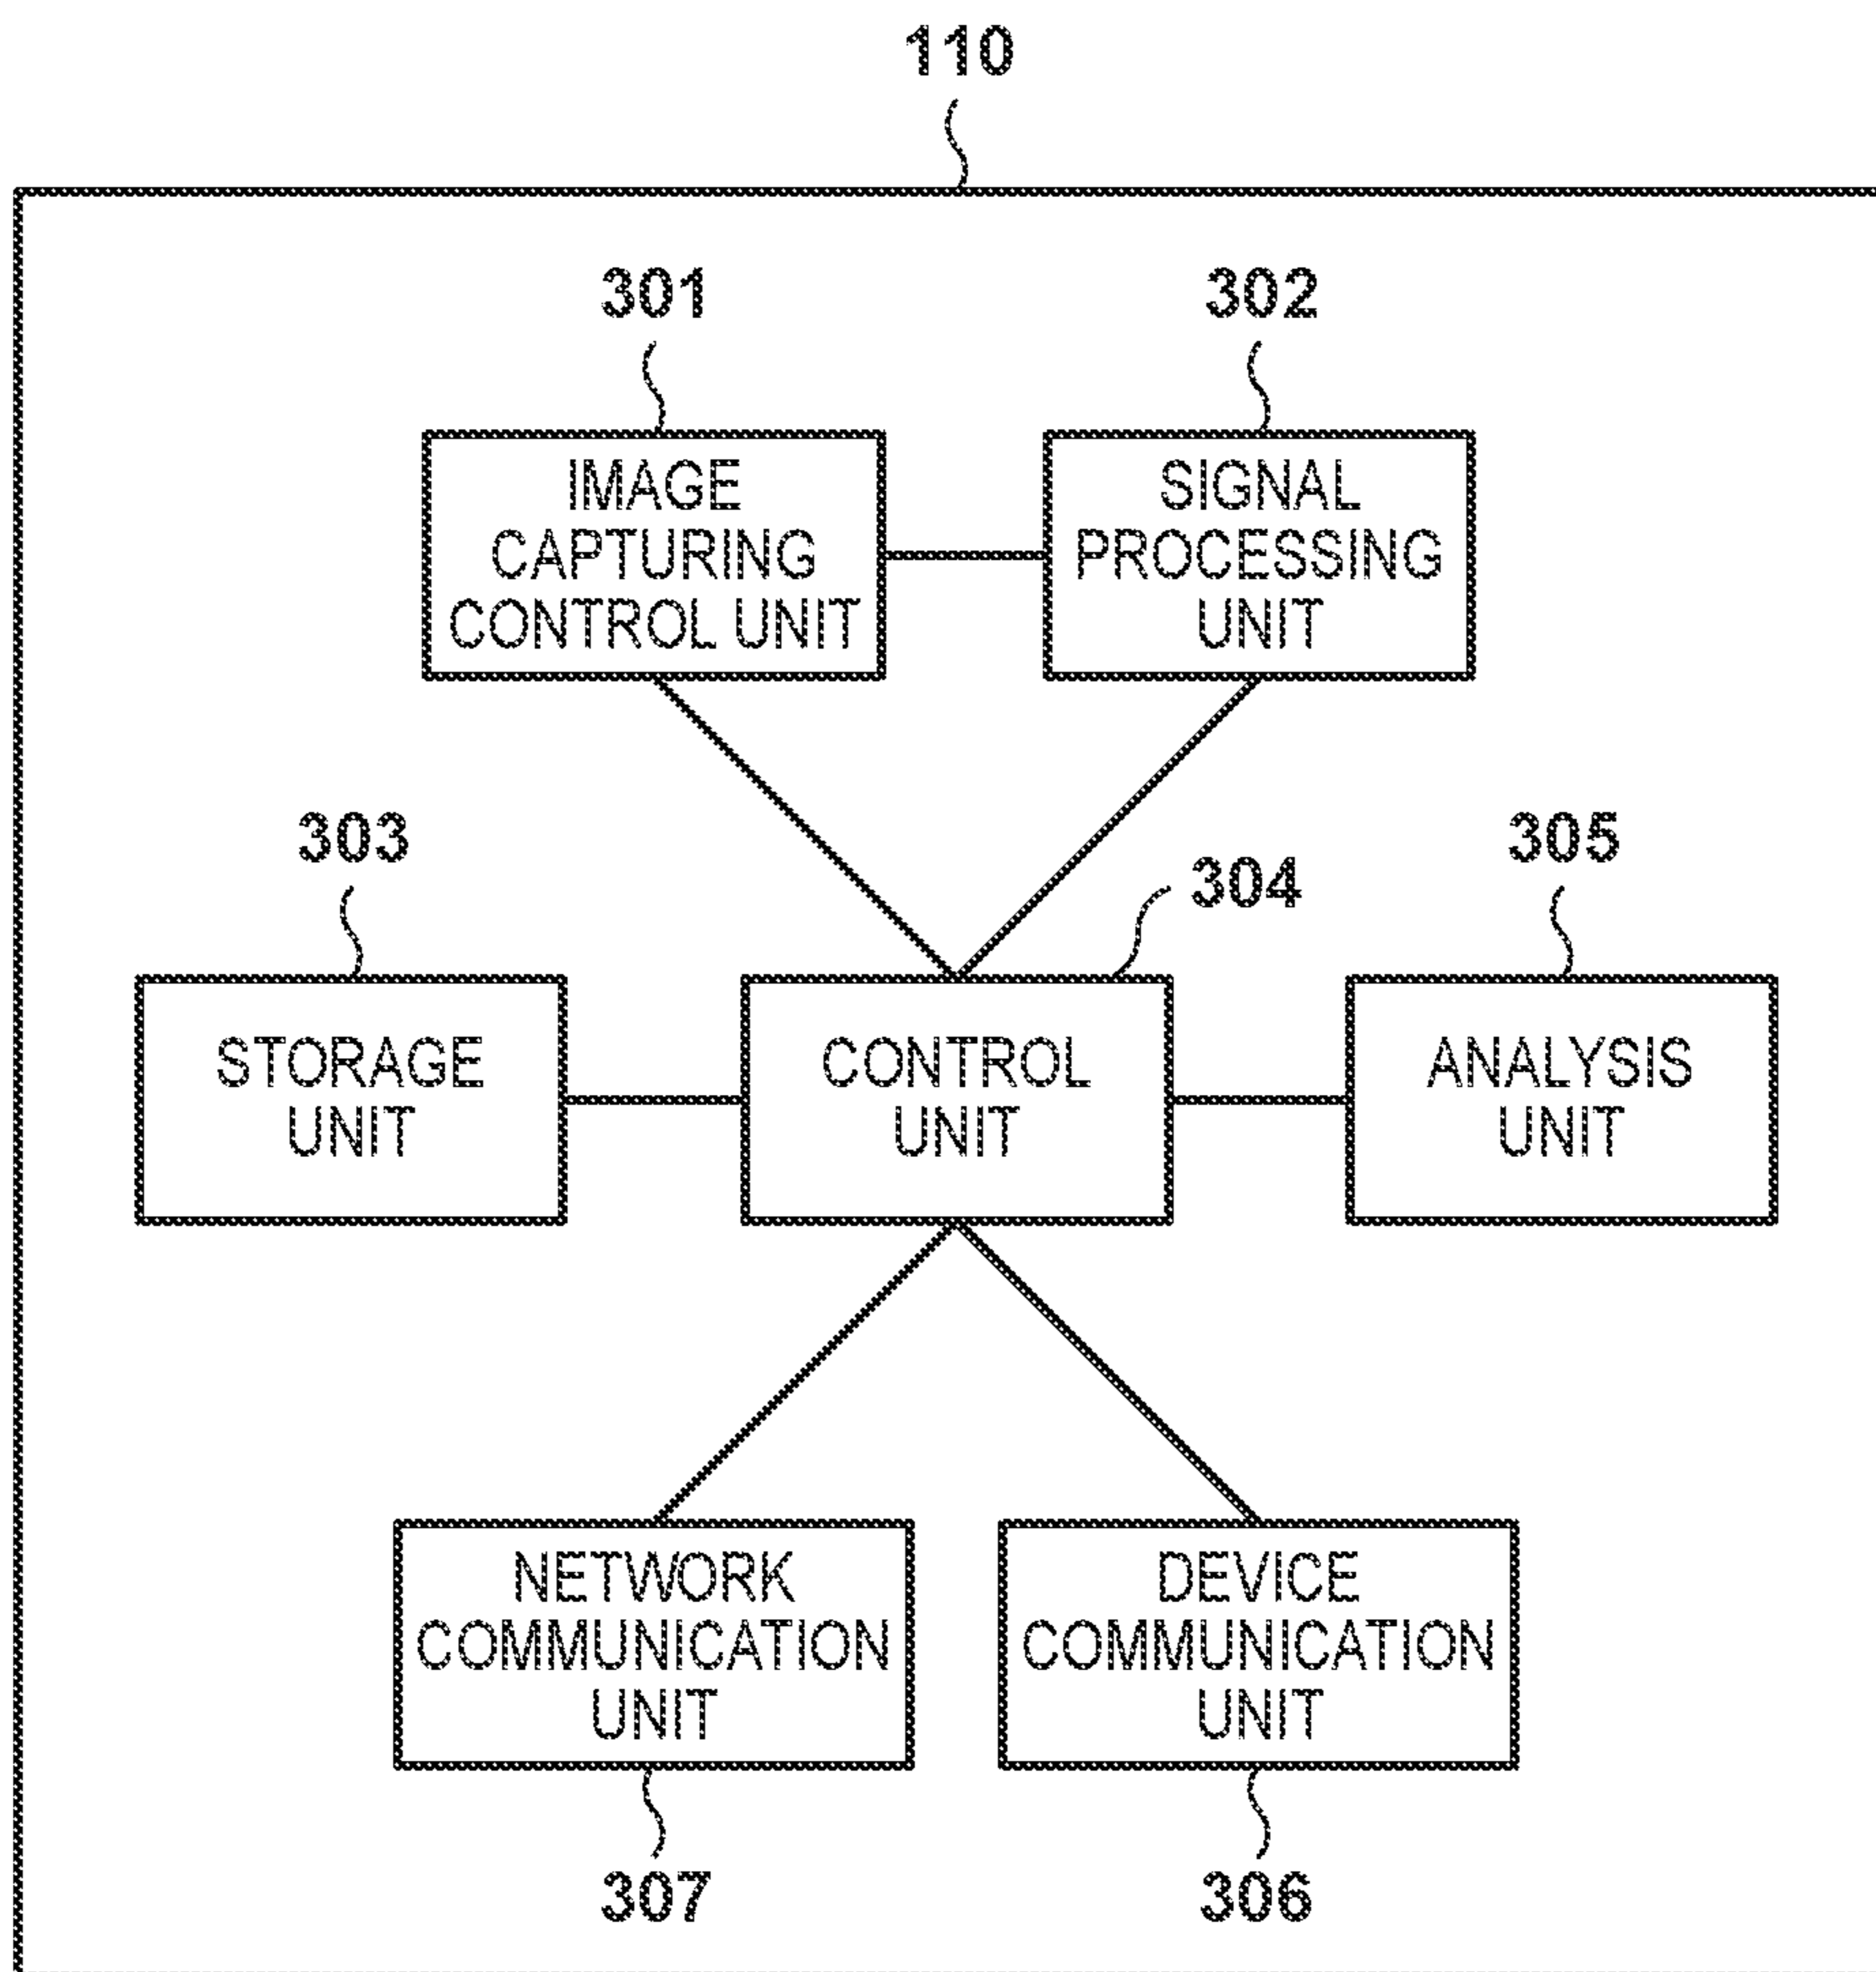 110
301
302
IMAGE
CAPTURING
CONTROL UNIT
SIGNAL
PROCESSING
UNIT
303
304
305
STORAGE
UNIT
CONTROL
UNIT
ANALYSIS
UNIT
NETWORK
COMMUNICATION
UNIT
DEVICE
COMMUNICATION
UNIT
307
306